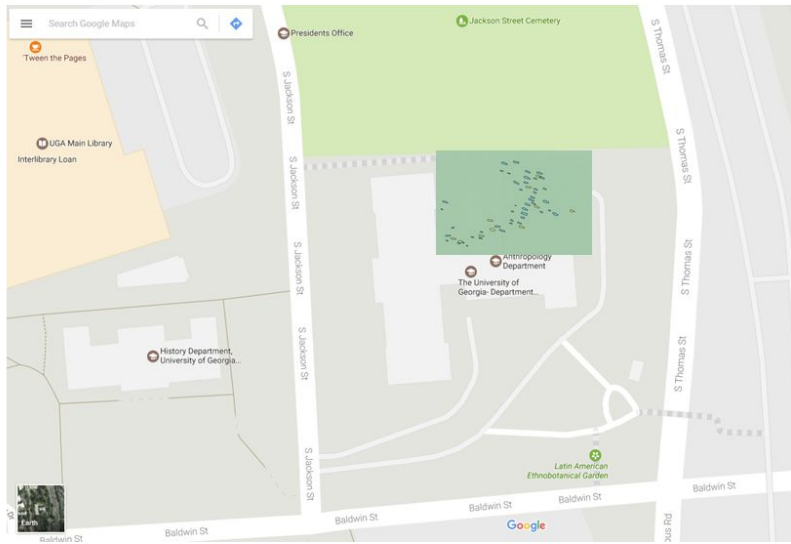 Search Google Maps
Presidents Office
Jackson Street Cemetery
S Thomas St
'Tween the Pages
S Jackson St
UGA Main Library
Interlibrary Loan
S Jackson St
S Thomas St
Anthropology
Department
The University of
Georgia- Department...
S Thomas St
History Department,
University of Georgia...
S Jackson St
S Thomas St
Latin American
Ethnobotanical Garden
S Jackson St
Earth
Baldwin St
Baldwin St
Baldwin St
Baldwin St
Baldwin St
Google